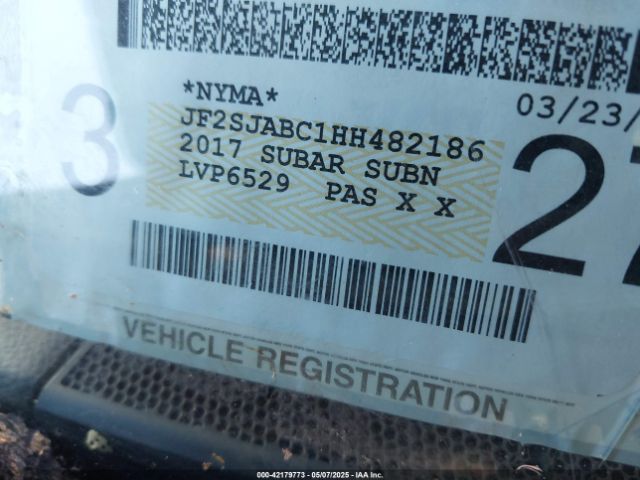 *NYMA*
03/23/
3
JF2SJABC1HH482186
2017 SUBAR SUBN
27
LVP6529 PAS X X
VEHICLE REGISTRATION
000-42179773 - 05/07/2025 - IAA Inc.